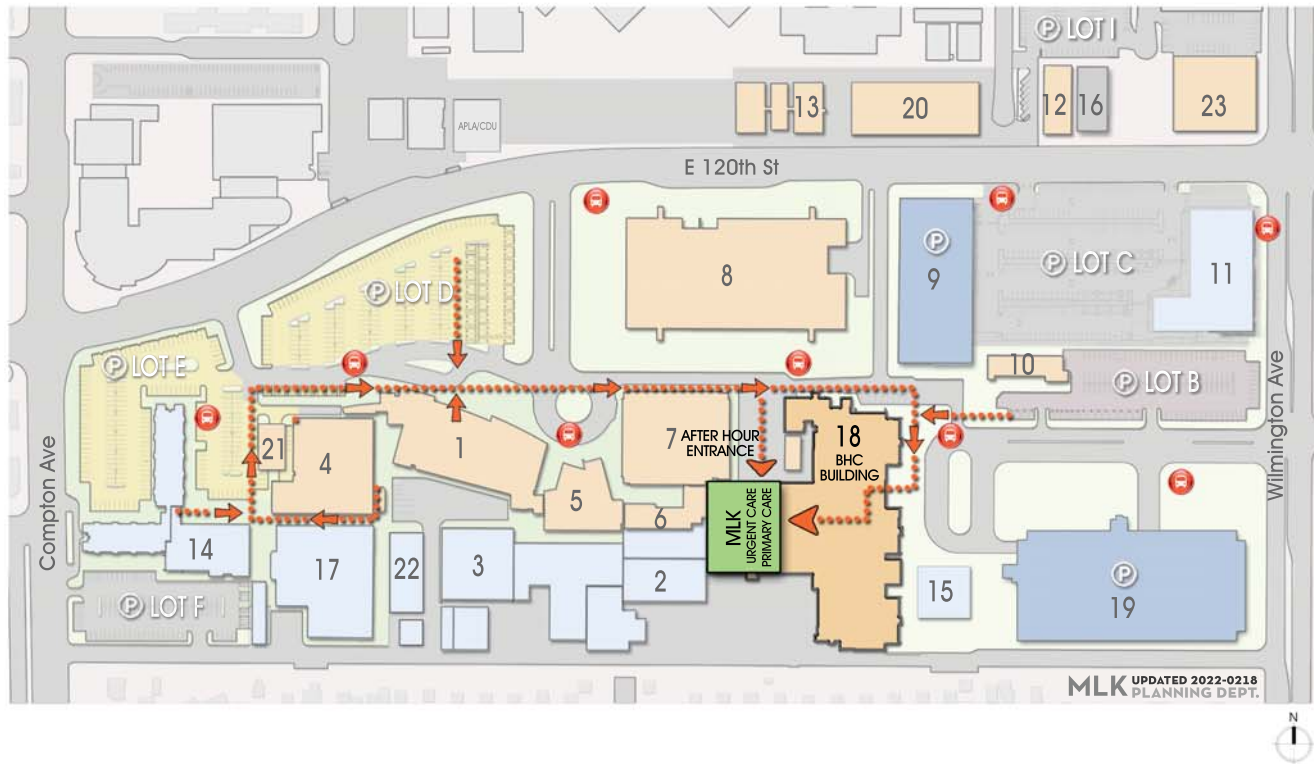 P LOT I
12
16
23
13
20
APLA/CDU
E 120th St
P
9
P LOT C
11
8
P LOT D
P LOT E
10
P LOT B
Compton Ave
Wilmington Ave
21
4
1
7
AFTER HOUR
ENTRANCE
18
BHC
BUILDING
5
6
MLK
URGENT CARE
PRIMARY CARE
14
17
22
3
2
15
P
19
P LOT F
MLK UPDATED 2022-0218
PLANNING DEPT.
N